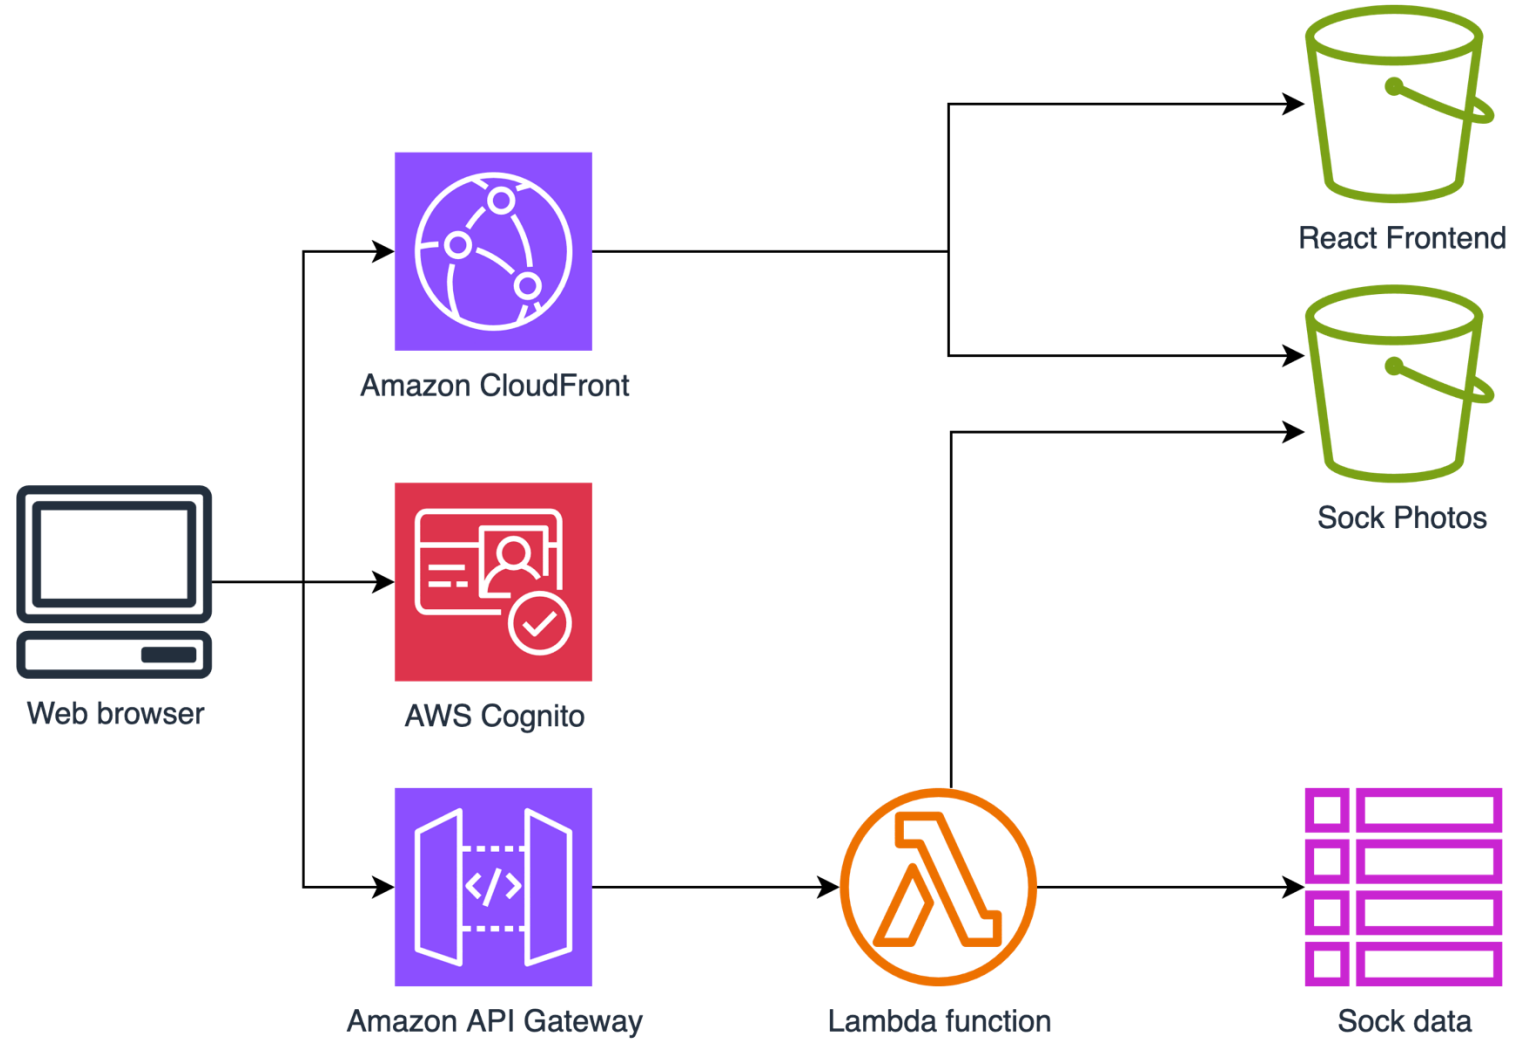 React Frontend
Amazon CloudFront
Sock Photos
Web browser
AWS Cognito
Amazon API Gateway
Lambda function
Sock data